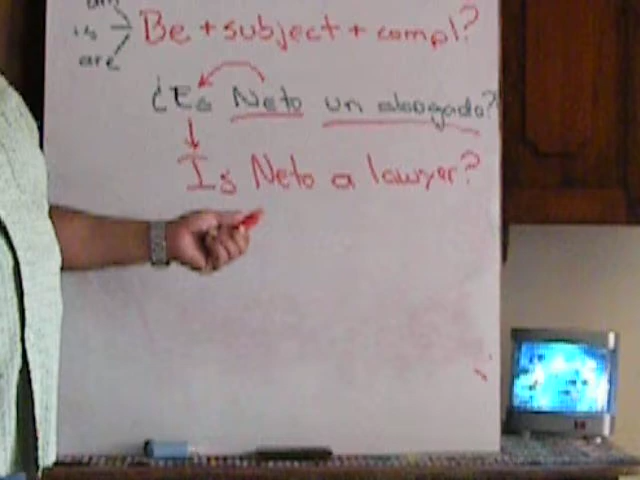 am
is Be + subject + compl?
are
¿Es Neto un abogado?
Is Neto a lawyer?